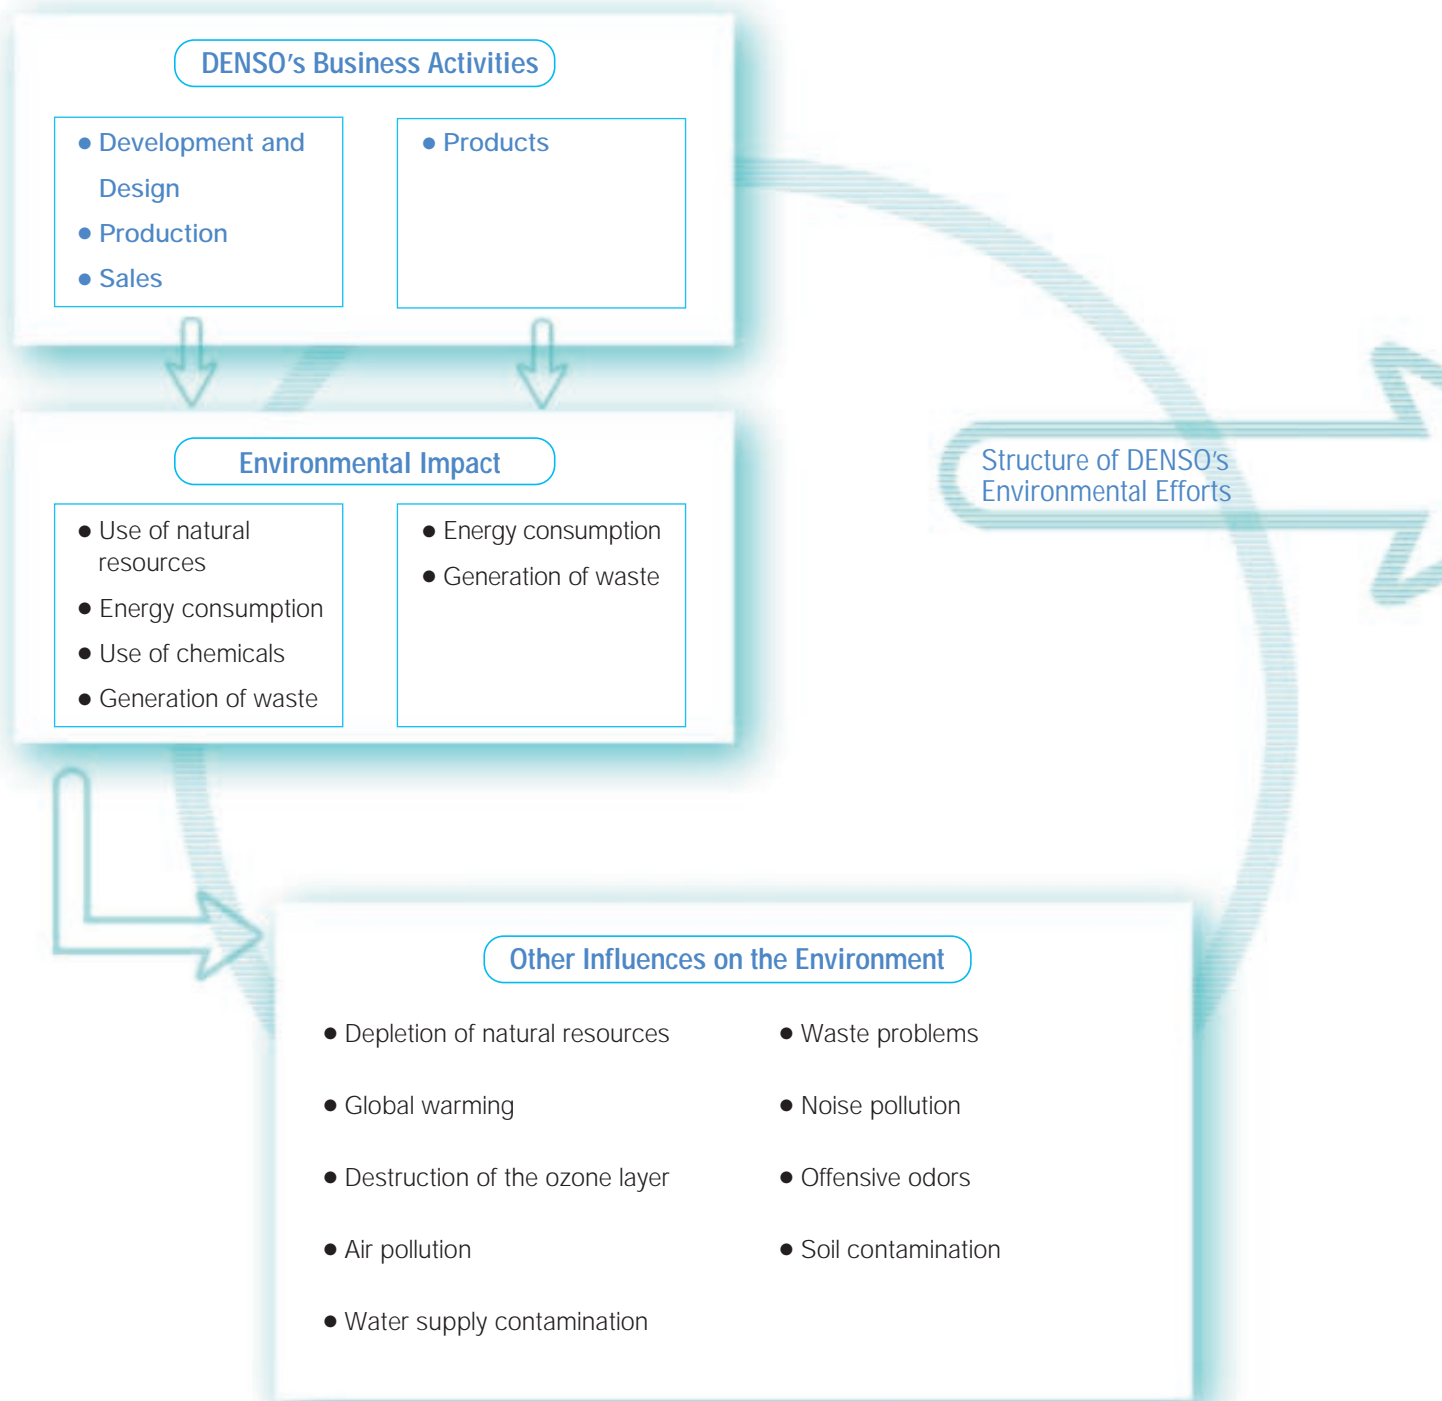 DENSO's Business Activities
● Development and
Design
● Production
● Sales
● Products
Environmental Impact
● Use of natural
resources
● Energy consumption
● Use of chemicals
● Generation of waste
● Energy consumption
● Generation of waste
Structure of DENSO's
Environmental Efforts
Other Influences on the Environment
● Depletion of natural resources
● Global warming
● Destruction of the ozone layer
● Air pollution
● Water supply contamination
● Waste problems
● Noise pollution
● Offensive odors
● Soil contamination